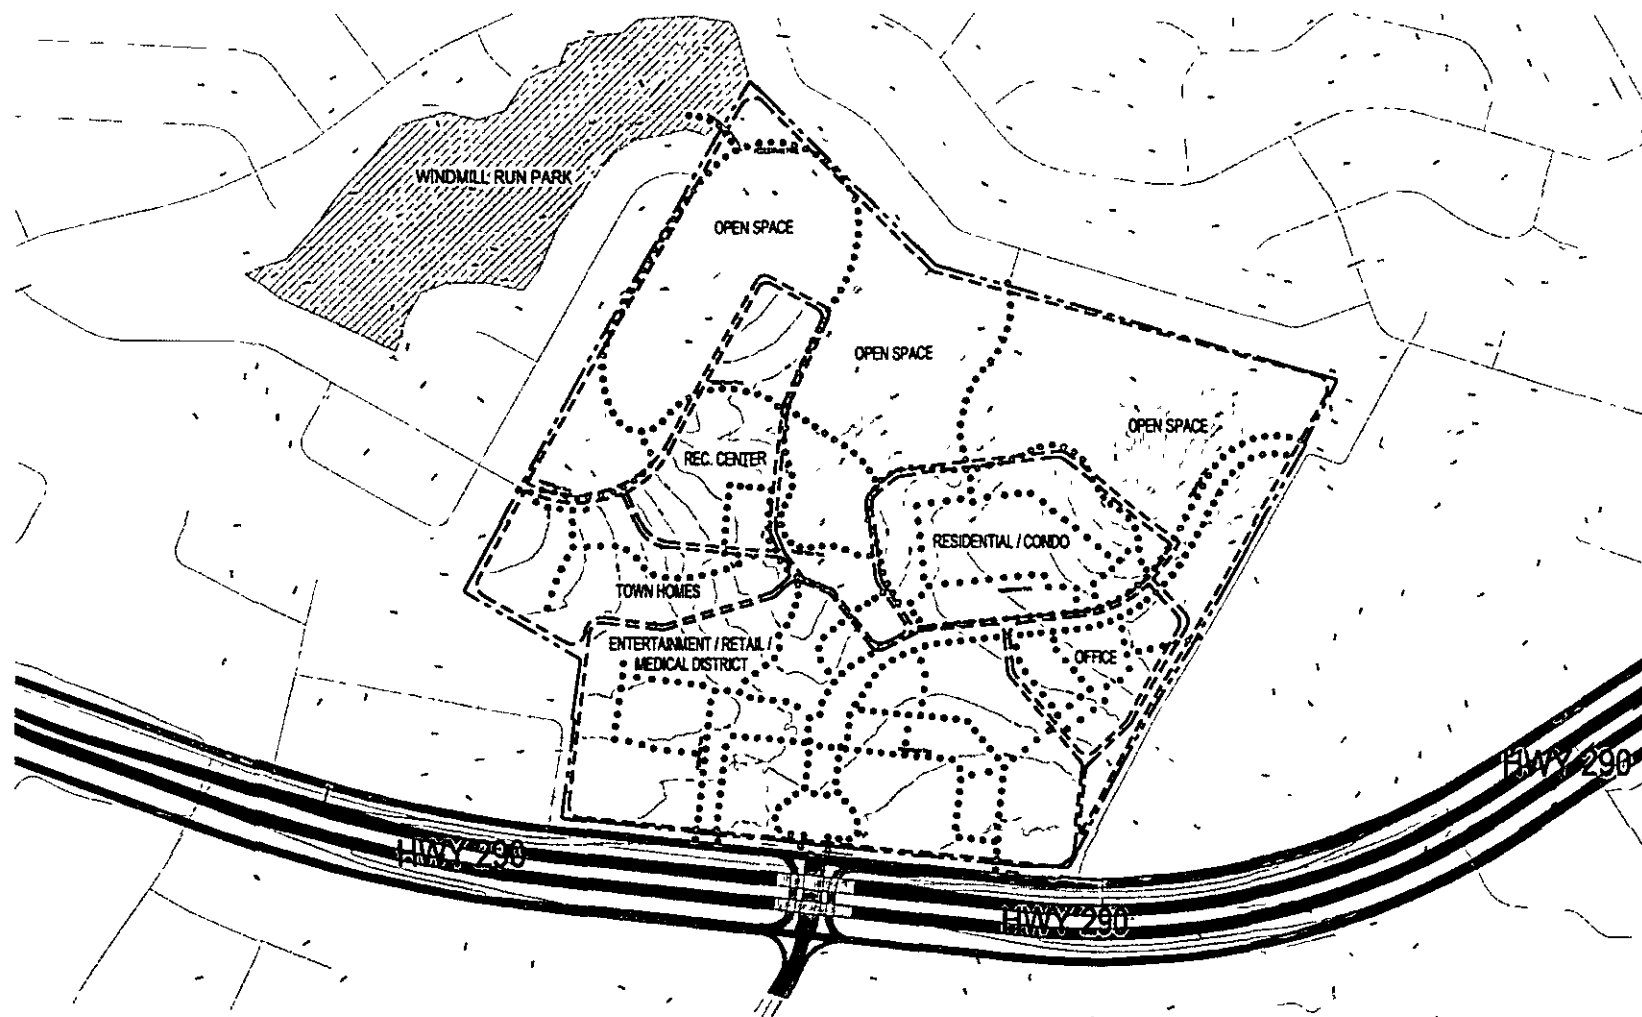 WINDMILL RUN PARK
OPEN SPACE
OPEN SPACE
OPEN SPACE
REC. CENTER
RESIDENTIAL / CONDO
TOWN HOMES
ENTERTAINMENT / RETAIL /
MEDICAL DISTRICT
OFFICE
HWY 290
HWY 290
HWY 290